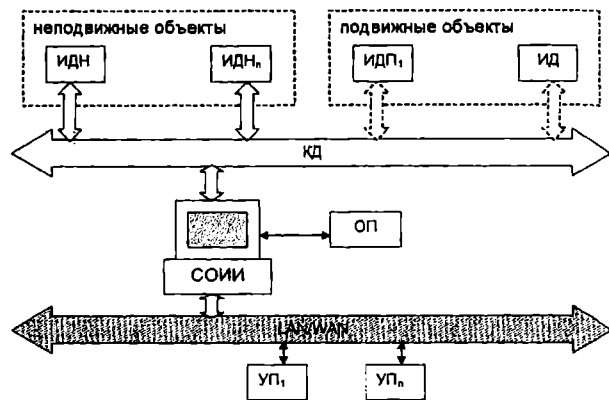 неподвижные объекты
подвижные объекты
ИДН
ИДНn
ИДП1
ИД
КД
ОП
СОИИ
LAN/WAN
УП1
УПn